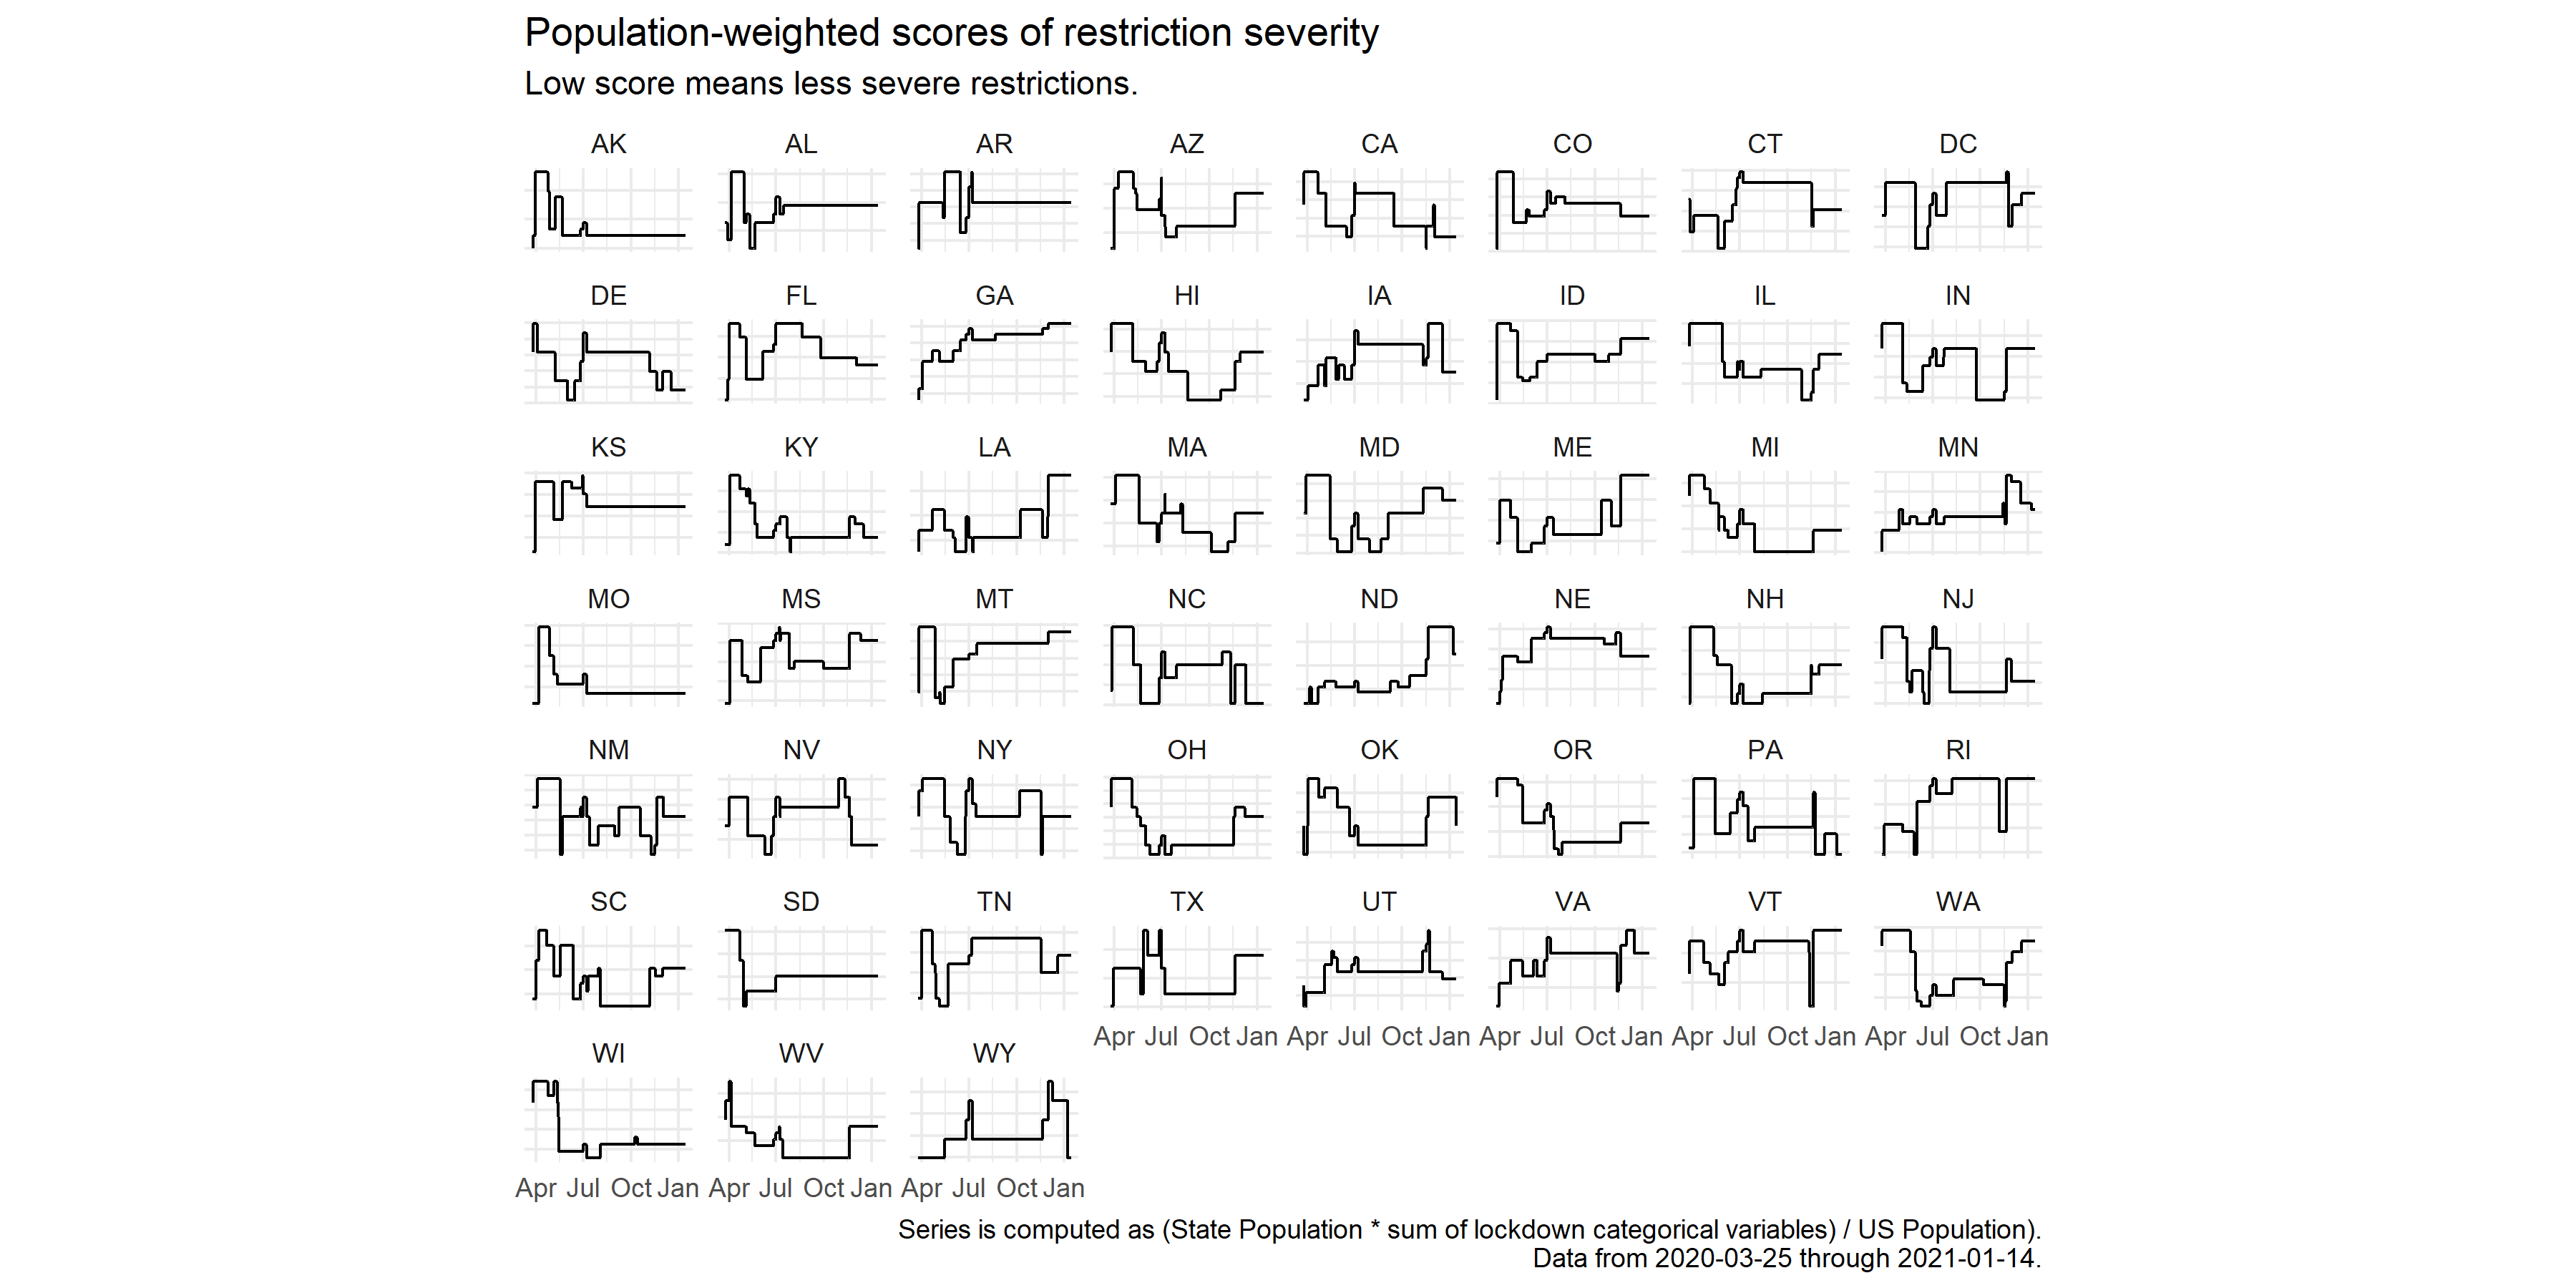 Population-weighted scores of restriction severity
Low score means less severe restrictions.
AK AL AR AZ CA CO CT DC
DE FL GA HI IA ID IL IN
KS KY LA MA MD ME MI MN
MO MS MT NC ND NE NH NJ
NM NV NY OH OK OR PA RI
SC SD TN TX UT VA VT WA
Apr Jul Oct Jan Apr Jul Oct Jan Apr Jul Oct Jan Apr Jul Oct Jan Apr Jul Oct Jan
WI WV WY
Apr Jul Oct Jan Apr Jul Oct Jan Apr Jul Oct Jan
Series is computed as (State Population * sum of lockdown categorical variables) / US Population).
Data from 2020-03-25 through 2021-01-14.